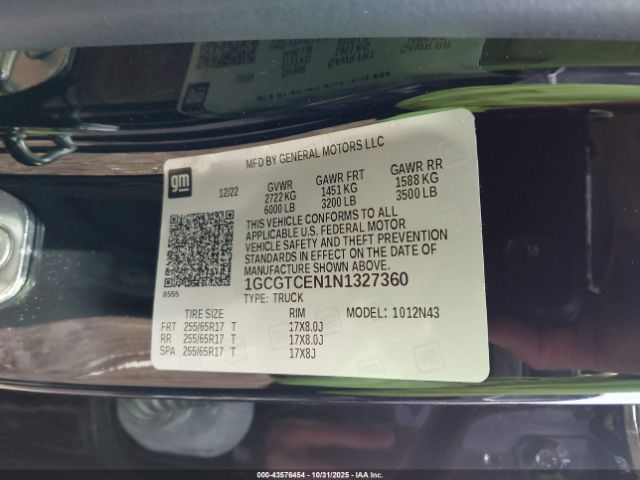 MFD BY GENERAL MOTORS LLC
gm
12/22
GVWR GAWR FRT GAWR RR
2722 KG 1451 KG 1588 KG
6000 LB 3200 LB 3500 LB
THIS VEHICLE CONFORMS TO ALL
APPLICABLE U.S. FEDERAL MOTOR
VEHICLE SAFETY AND THEFT PREVENTION
STANDARDS IN EFFECT ON THE DATE OF
MANUFACTURE SHOWN ABOVE.
8555
1GCGTCEN1N1327360
TYPE: TRUCK
TIRE SIZE RIM MODEL: 1012N43
FRT 255/65R17 T 17X8.0J
RR 255/65R17 T 17X8.0J
SPA 255/65R17 T 17X8J
000-43576454 - 10/31/2025 - IAA Inc.